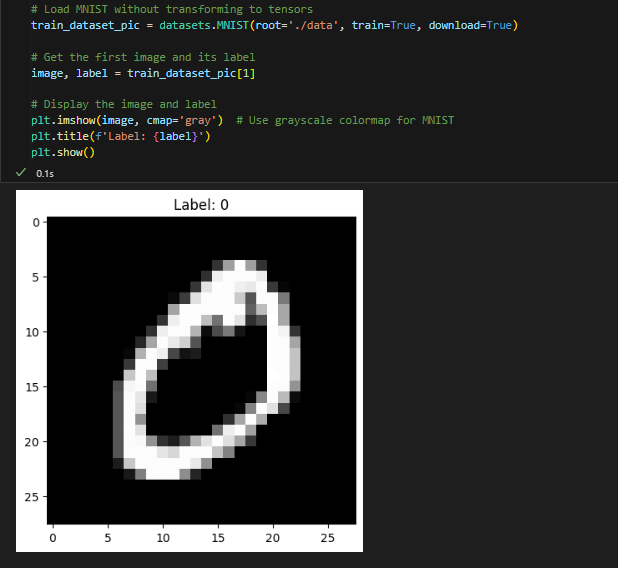 # Load MNIST without transforming to tensors
train_dataset_pic = datasets.MNIST(root='./data', train=True, download=True)
# Get the first image and its label
image, label = train_dataset_pic[1]
# Display the image and label
plt.imshow(image, cmap='gray')  # Use grayscale colormap for MNIST
plt.title(f'Label: {label}')
plt.show()
✓ 0.1s
Label: 0
0
5
10
15
20
25
0 5 10 15 20 25